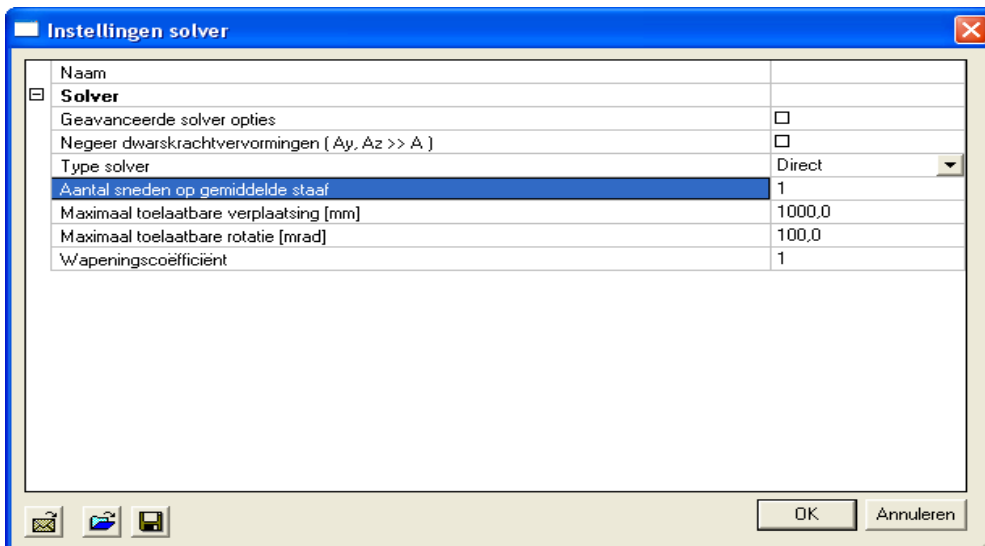 Instellingen solver
Naam
Solver
Geavanceerde solver opties
Negeer dwarskrachtvervormingen ( Ay, Az >> A )
Type solver Direct
Aantal sneden op gemiddelde staaf 1
Maximaal toelaatbare verplaatsing [mm] 1000,0
Maximaal toelaatbare rotatie [mrad] 100,0
Wapeningscoëfficiënt 1
OK Annuleren